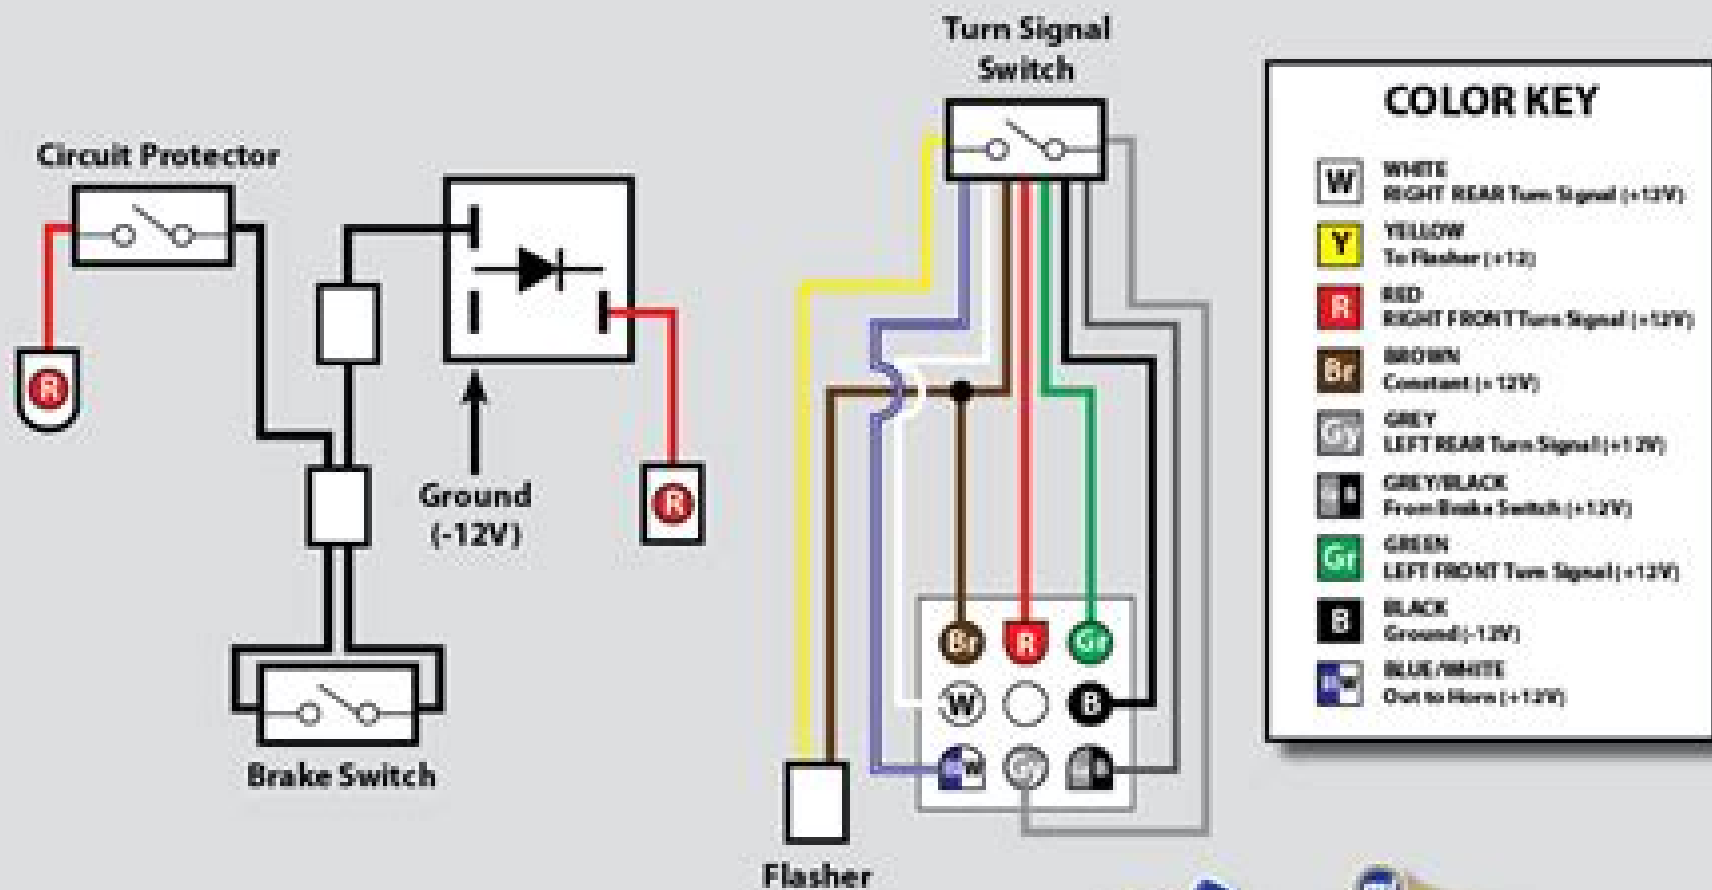 Turn Signal
Switch
Circuit Protector
R
Ground
(-12V)
R
Brake Switch
Flasher
Br
R
Gr
W
B
W
Gy
B
COLOR KEY
W
WHITE
RIGHT REAR Turn Signal (+12V)
Y
YELLOW
To Flasher (+12)
R
RED
RIGHT FRONT Turn Signal (+12V)
Br
BROWN
Constant (+12V)
Gy
GREY
LEFT REAR Turn Signal (+12V)
B
GREY/BLACK
From Brake Switch (+12V)
Gr
GREEN
LEFT FRONT Turn Signal (+12V)
B
BLACK
Ground (-12V)
W
BLUE/WHITE
Out to Horn (+12V)